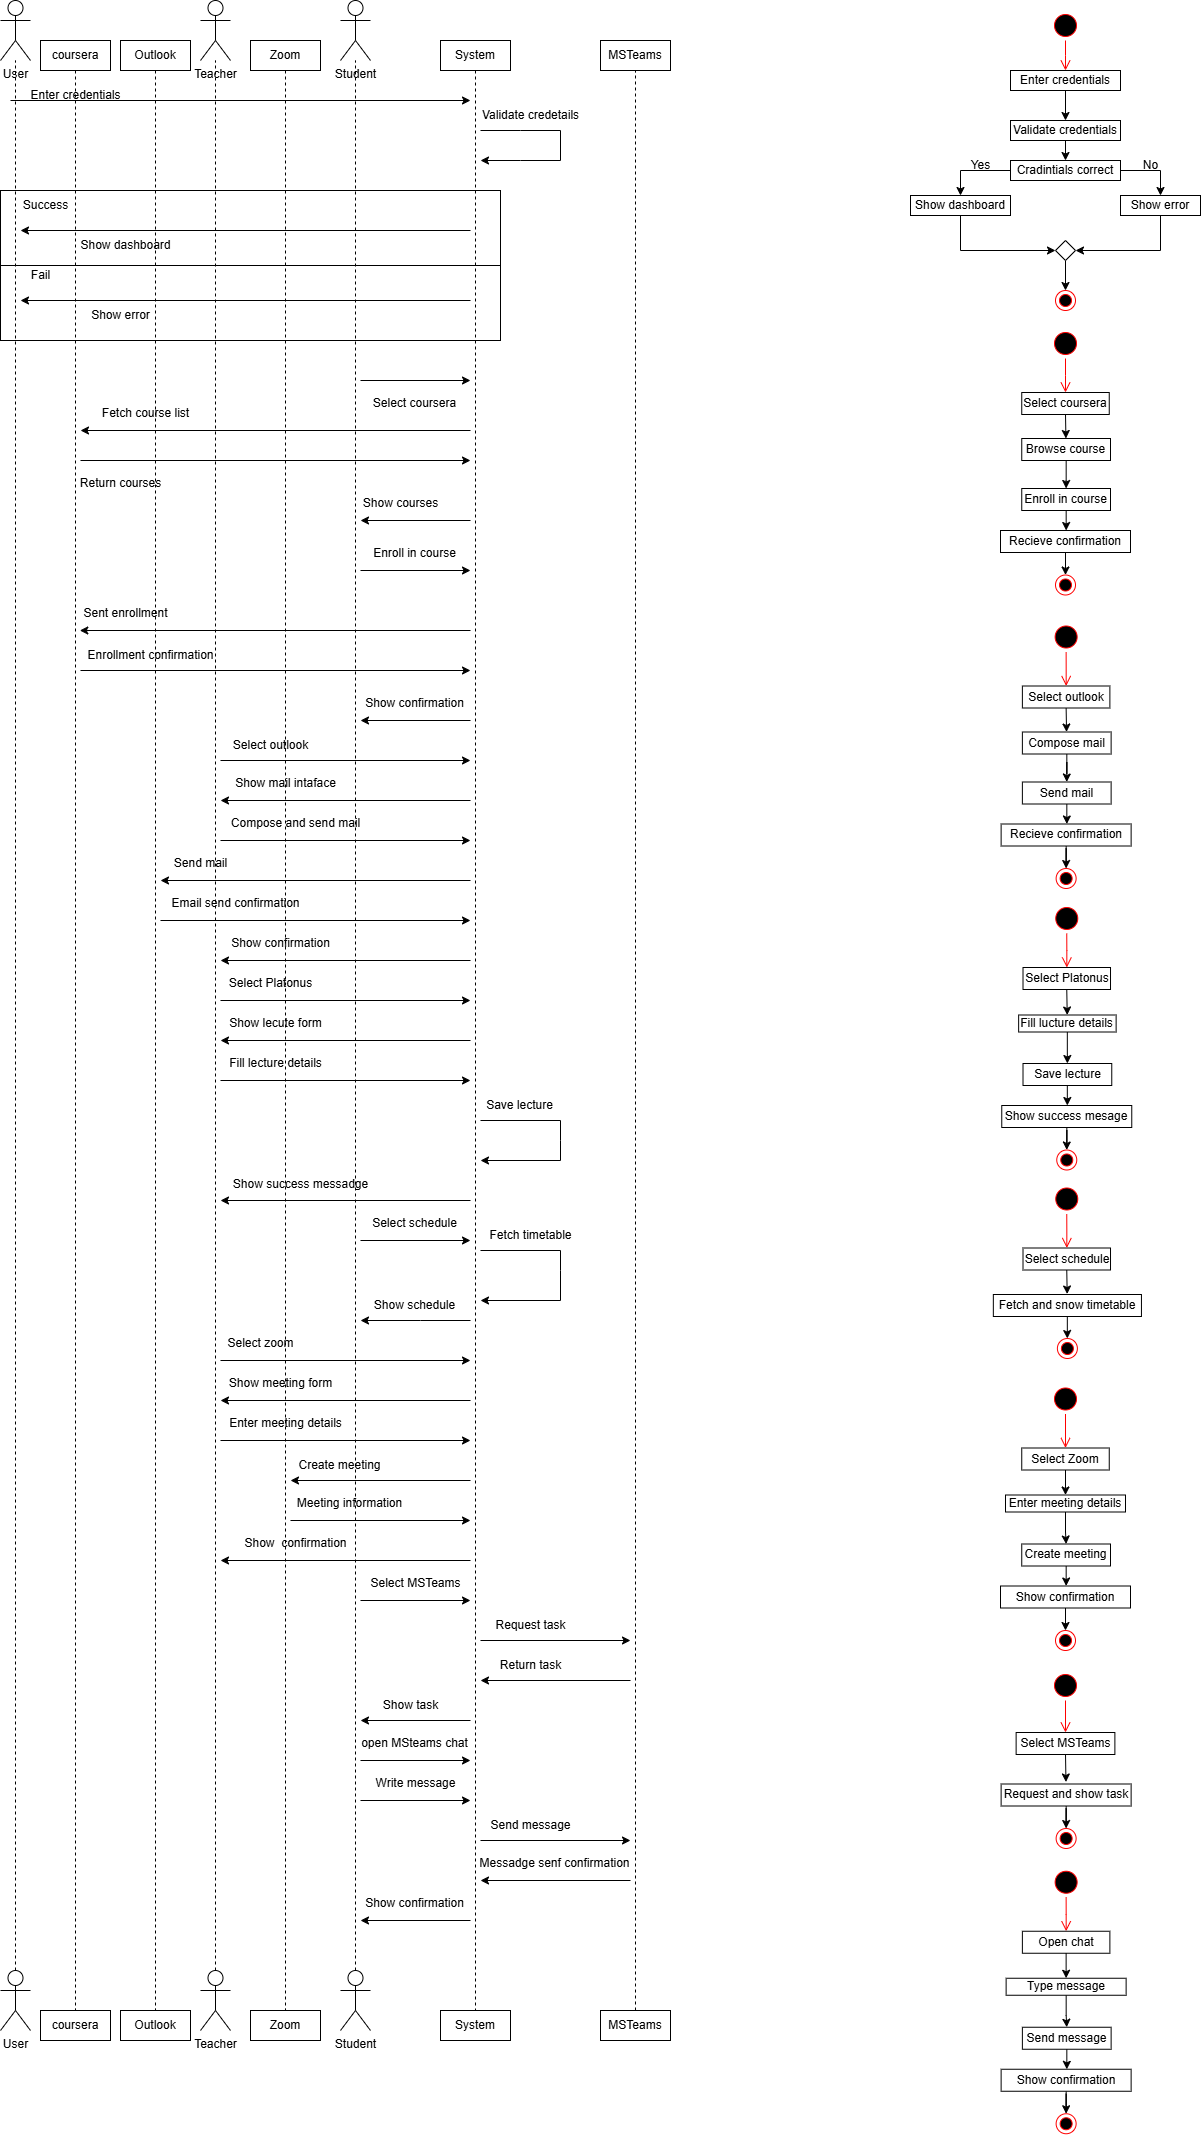 User
coursera
Outlook
Teacher
Zoom
Student
System
MSTeams
Enter credentials
Validate credetails
Success
Show dashboard
Fail
Show error
Select coursera
Fetch course list
Return courses
Show courses
Enroll in course
Sent enrollment
Enrollment confirmation
Show confirmation
Select outlook
Show mail intaface
Compose and send mail
Send mail
Email send confirmation
Show confirmation
Select Platonus
Show lecute form
Fill lecture details
Save lecture
Show success messadge
Select schedule
Fetch timetable
Show schedule
Select zoom
Show meeting form
Enter meeting details
Create meeting
Meeting information
Show confirmation
Select MSTeams
Request task
Return task
Show task
open MSteams chat
Write message
Send message
Messadge senf confirmation
Show confirmation
User
coursera
Outlook
Teacher
Zoom
Student
System
MSTeams
Enter credentials
Validate credentials
Cradintials correct
Yes
No
Show dashboard
Show error
Select coursera
Browse course
Enroll in course
Recieve confirmation
Select outlook
Compose mail
Send mail
Recieve confirmation
Select Platonus
Fill lucture details
Save lecture
Show success mesage
Select schedule
Fetch and snow timetable
Select Zoom
Enter meeting details
Create meeting
Show confirmation
Select MSTeams
Request and show task
Open chat
Type message
Send message
Show confirmation